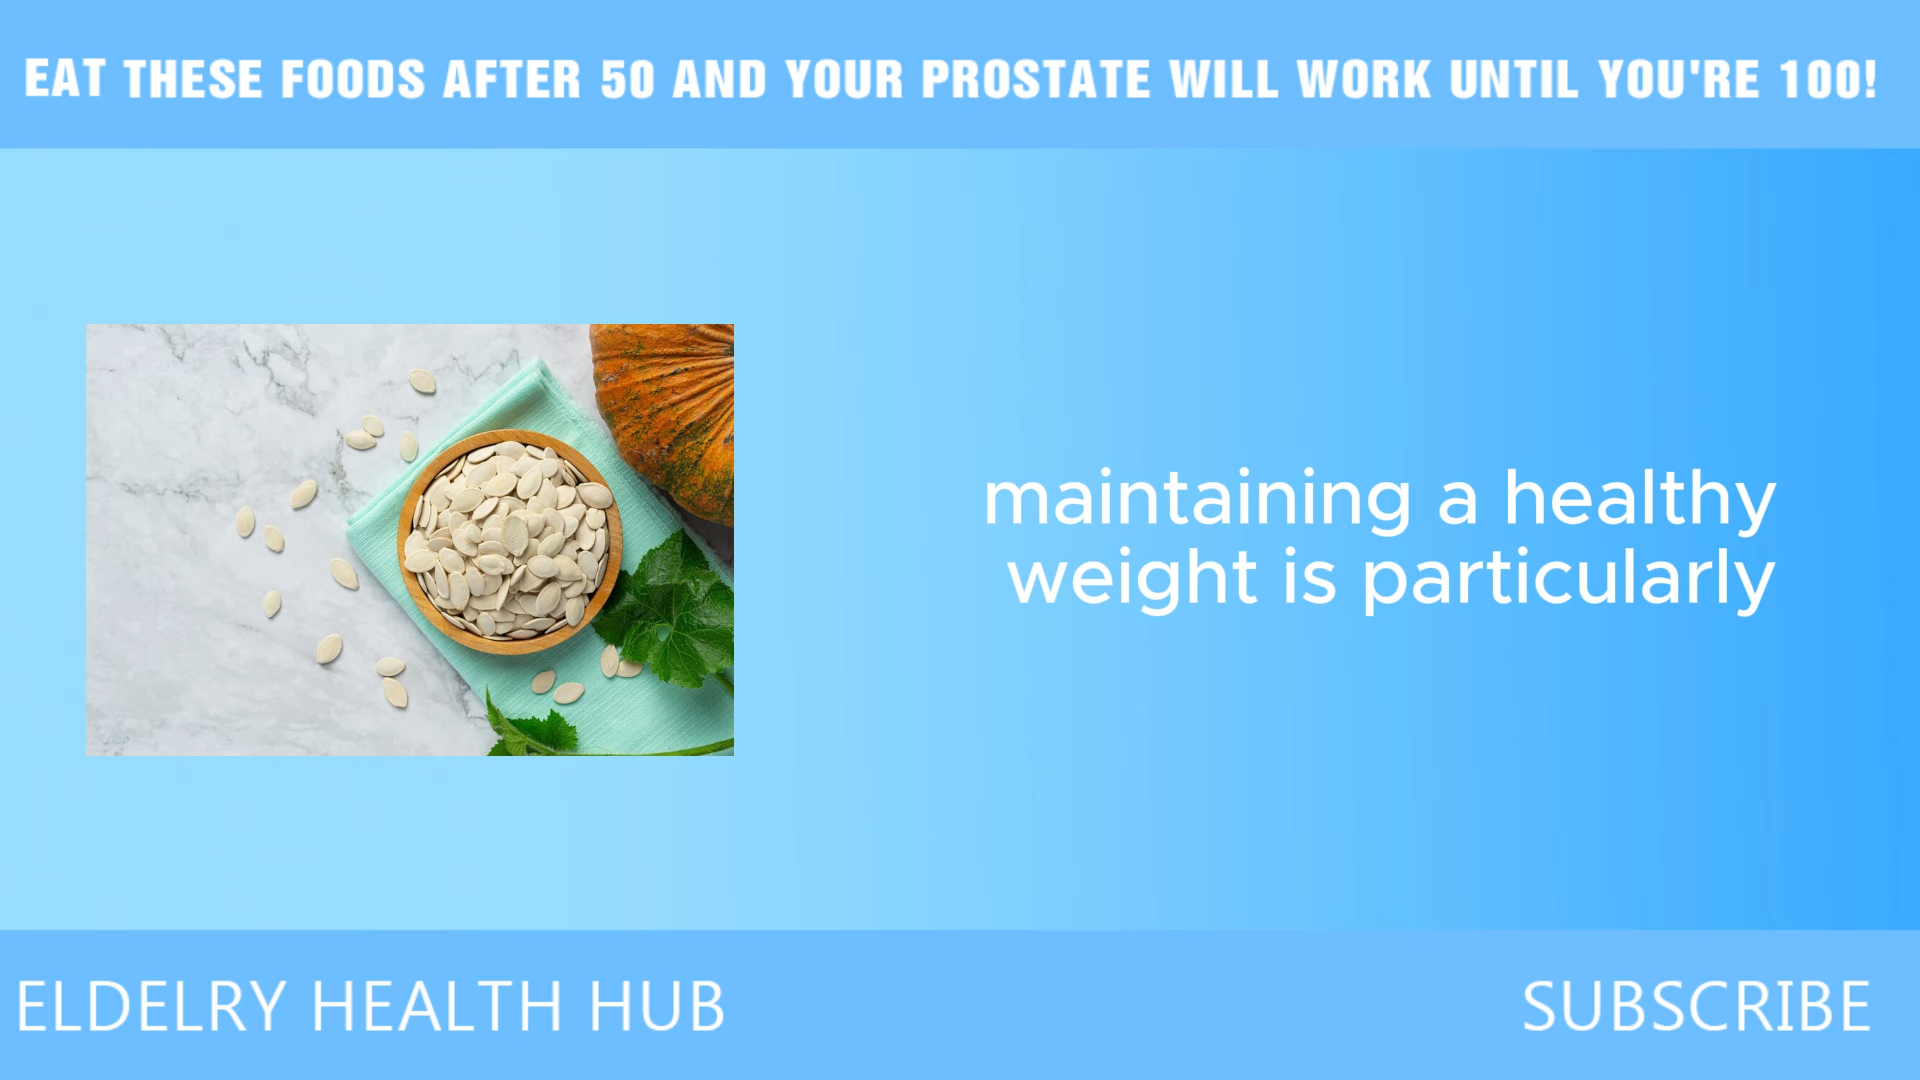 EAT THESE FOODS AFTER 50 AND YOUR PROSTATE WILL WORK UNTIL YOU'RE 100!
maintaining a healthy
weight is particularly
ELDELRY HEALTH HUB
SUBSCRIBE